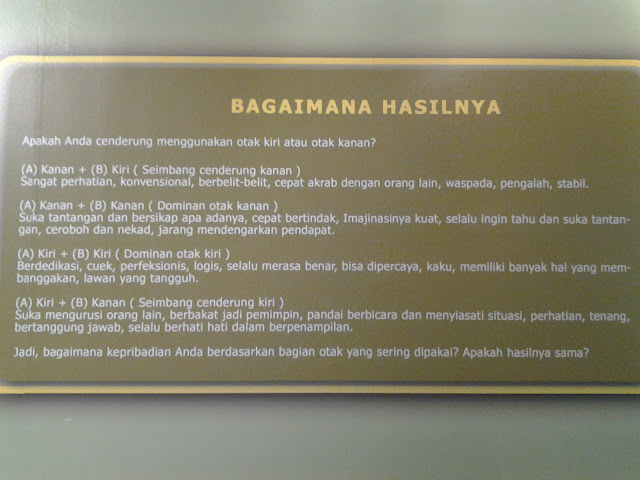 BAGAIMANA HASILNYA
Apakah Anda cenderung menggunakan otak kiri atau otak kanan?
(A) Kanan + (B) Kiri ( Seimbang cenderung kanan )
Sangat perhatian, konvensional, berbelit-belit, cepat akrab dengan orang lain, waspada, pengalah, stabil.
(A) Kanan + (B) Kanan ( Dominan otak kanan )
Suka tantangan dan bersikap apa adanya, cepat bertindak, Imajinasinya kuat, selalu ingin tahu dan suka tantan-
gan, ceroboh dan nekad, jarang mendengarkan pendapat.
(A) Kiri + (B) Kiri ( Dominan otak kiri )
Berdedikasi, cuek, perfeksionis, logis, selalu merasa benar, bisa dipercaya, kaku, memiliki banyak hal yang mem-
banggakan, lawan yang tangguh.
(A) Kiri + (B) Kanan ( Seimbang cenderung kiri )
Suka mengurusi orang lain, berbakat jadi pemimpin, pandai berbicara dan menyiasati situasi, perhatian, tenang,
bertanggung jawab, selalu berhati hati dalam berpenampilan.
Jadi, bagaimana kepribadian Anda berdasarkan bagian otak yang sering dipakai? Apakah hasilnya sama?